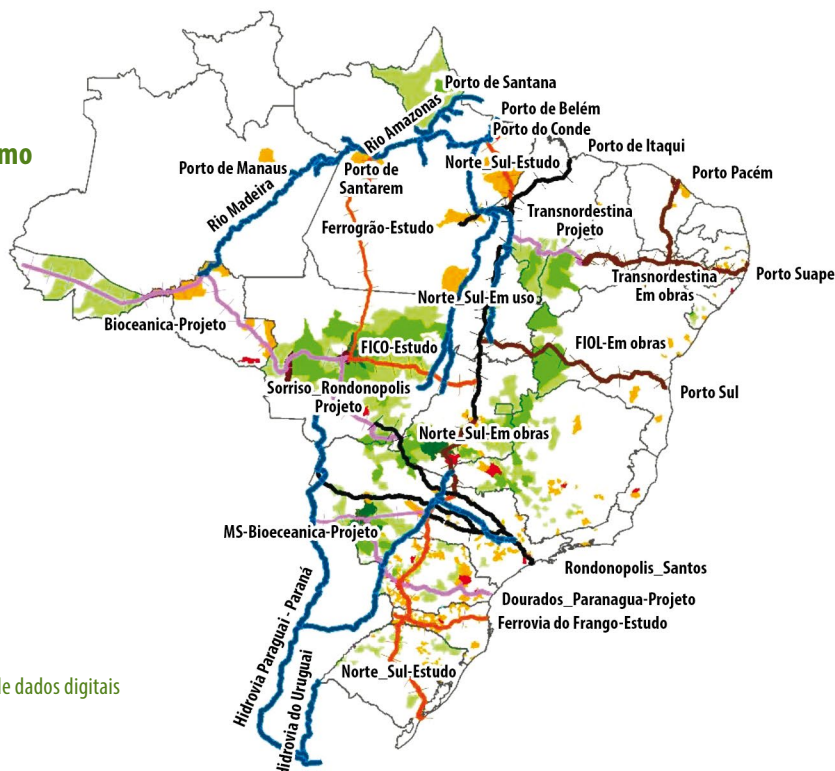 mo
Porto de Santana
Porto de Belém
Porto do Conde
Rio Amazonas
Norte_Sul-Estudo
Porto de Itaqui
Porto de Manaus
Porto de
Santarem
Porto Pacém
Rio Madeira
Ferrogrão-Estudo
Transnordestina
Projeto
Transnordestina
Em obras
Porto Suape
Norte_Sul-Em uso
Bioceanica-Projeto
FICO-Estudo
FIOL-Em obras
Sorriso_Rondonopolis
Projeto
Porto Sul
Norte_Sul-Em obras
MS-Bioeceanica-Projeto
Rondonopolis_Santos
Dourados_Paranagua-Projeto
Ferrovia do Frango-Estudo
Hidrovia Paraguai - Paraná
Norte_Sul-Estudo
de dados digitais
Hidrovia do Uruguai